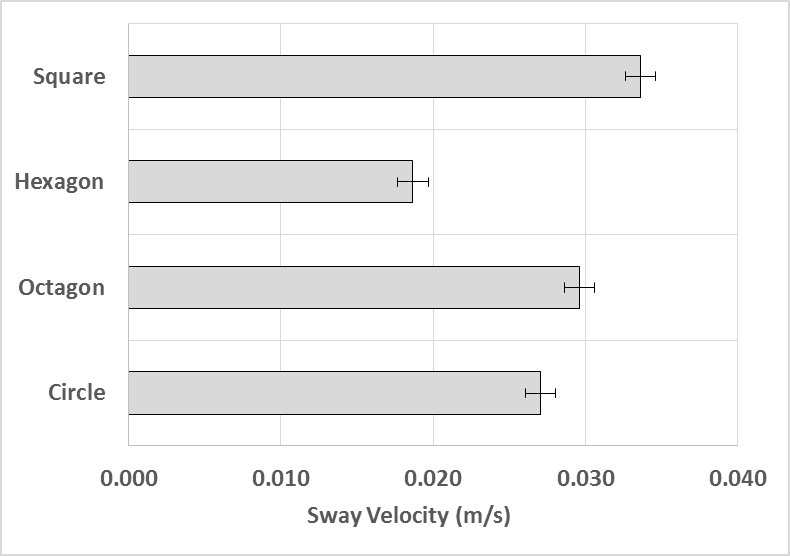 Square
Hexagon
Octagon
Circle
0.000 0.010 0.020 0.030 0.040
Sway Velocity (m/s)